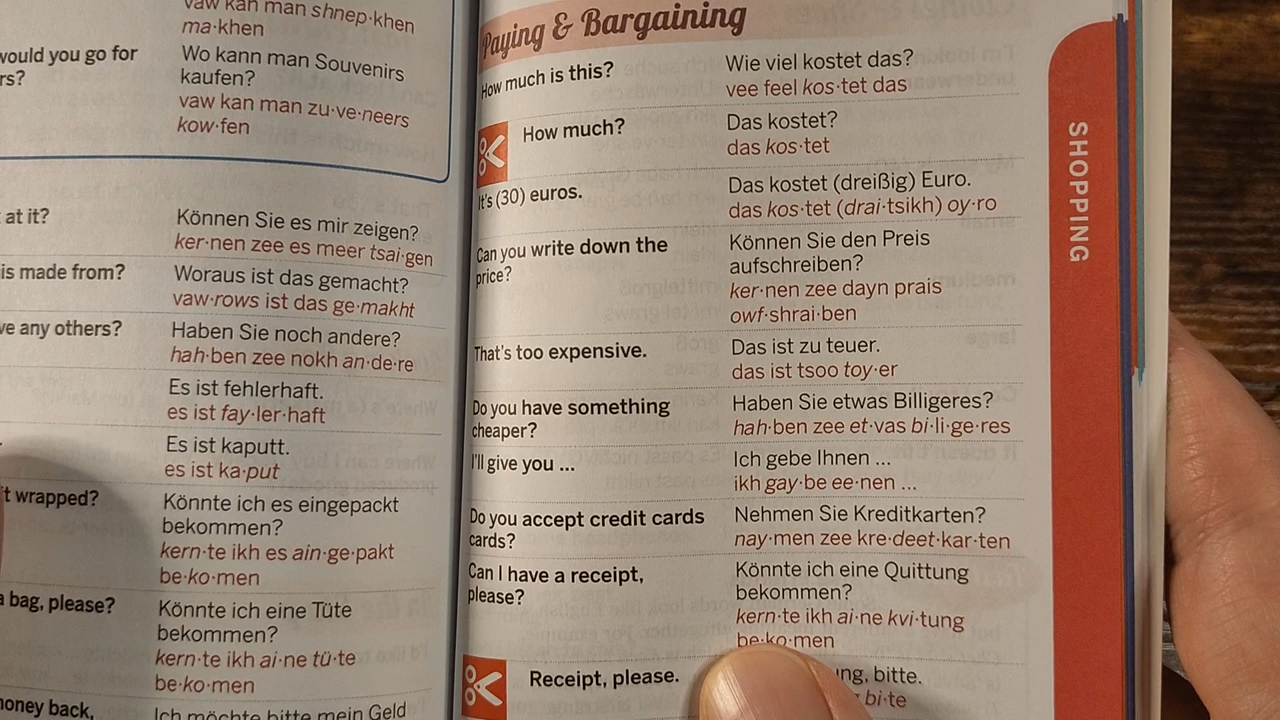 vaw kan man shnep·khen
ma·khen
would you go for
rs?
Wo kann man Souvenirs
kaufen?
vaw kan man zu·ve·neers
kow·fen
at it?
Können Sie es mir zeigen?
ker·nen zee es meer tsai·gen
is made from?
Woraus ist das gemacht?
vaw·rows ist das ge·makht
ve any others?
Haben Sie noch andere?
hah·ben zee nokh an·de·re
Es ist fehlerhaft.
es ist fay·ler·haft
Es ist kaputt.
es ist ka·put
t wrapped?
Könnte ich es eingepackt
bekommen?
kern·te ikh es ain·ge·pakt
be·ko·men
a bag, please?
Könnte ich eine Tüte
bekommen?
kern·te ikh ai·ne tü·te
be·ko·men
money back,
Ich möchte bitte mein Geld
Paying & Bargaining
How much is this?
Wie viel kostet das?
vee feel kos·tet das
How much?
Das kostet?
das kos·tet
It's (30) euros.
Das kostet (dreißig) Euro.
das kos·tet (drai·tsikh) oy·ro
Can you write down the
price?
Können Sie den Preis
aufschreiben?
ker·nen zee dayn prais
owf·shrai·ben
That's too expensive.
Das ist zu teuer.
das ist tsoo toy·er
Do you have something
cheaper?
Haben Sie etwas Billigeres?
hah·ben zee et·vas bi·li·ge·res
I'll give you ...
Ich gebe Ihnen ...
ikh gay·be ee·nen ...
Do you accept credit cards
cards?
Nehmen Sie Kreditkarten?
nay·men zee kre·deet·kar·ten
Can I have a receipt,
please?
Könnte ich eine Quittung
bekommen?
kern·te ikh ai·ne kvi·tung
be·ko·men
Receipt, please.
ng, bitte.
bi·te
SHOPPING